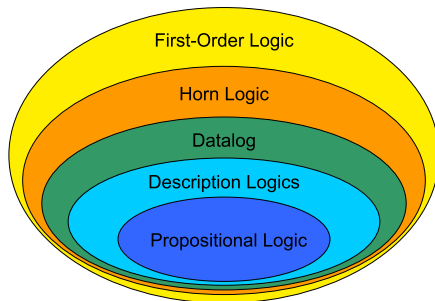 First-Order Logic
Horn Logic
Datalog
Description Logics
Propositional Logic